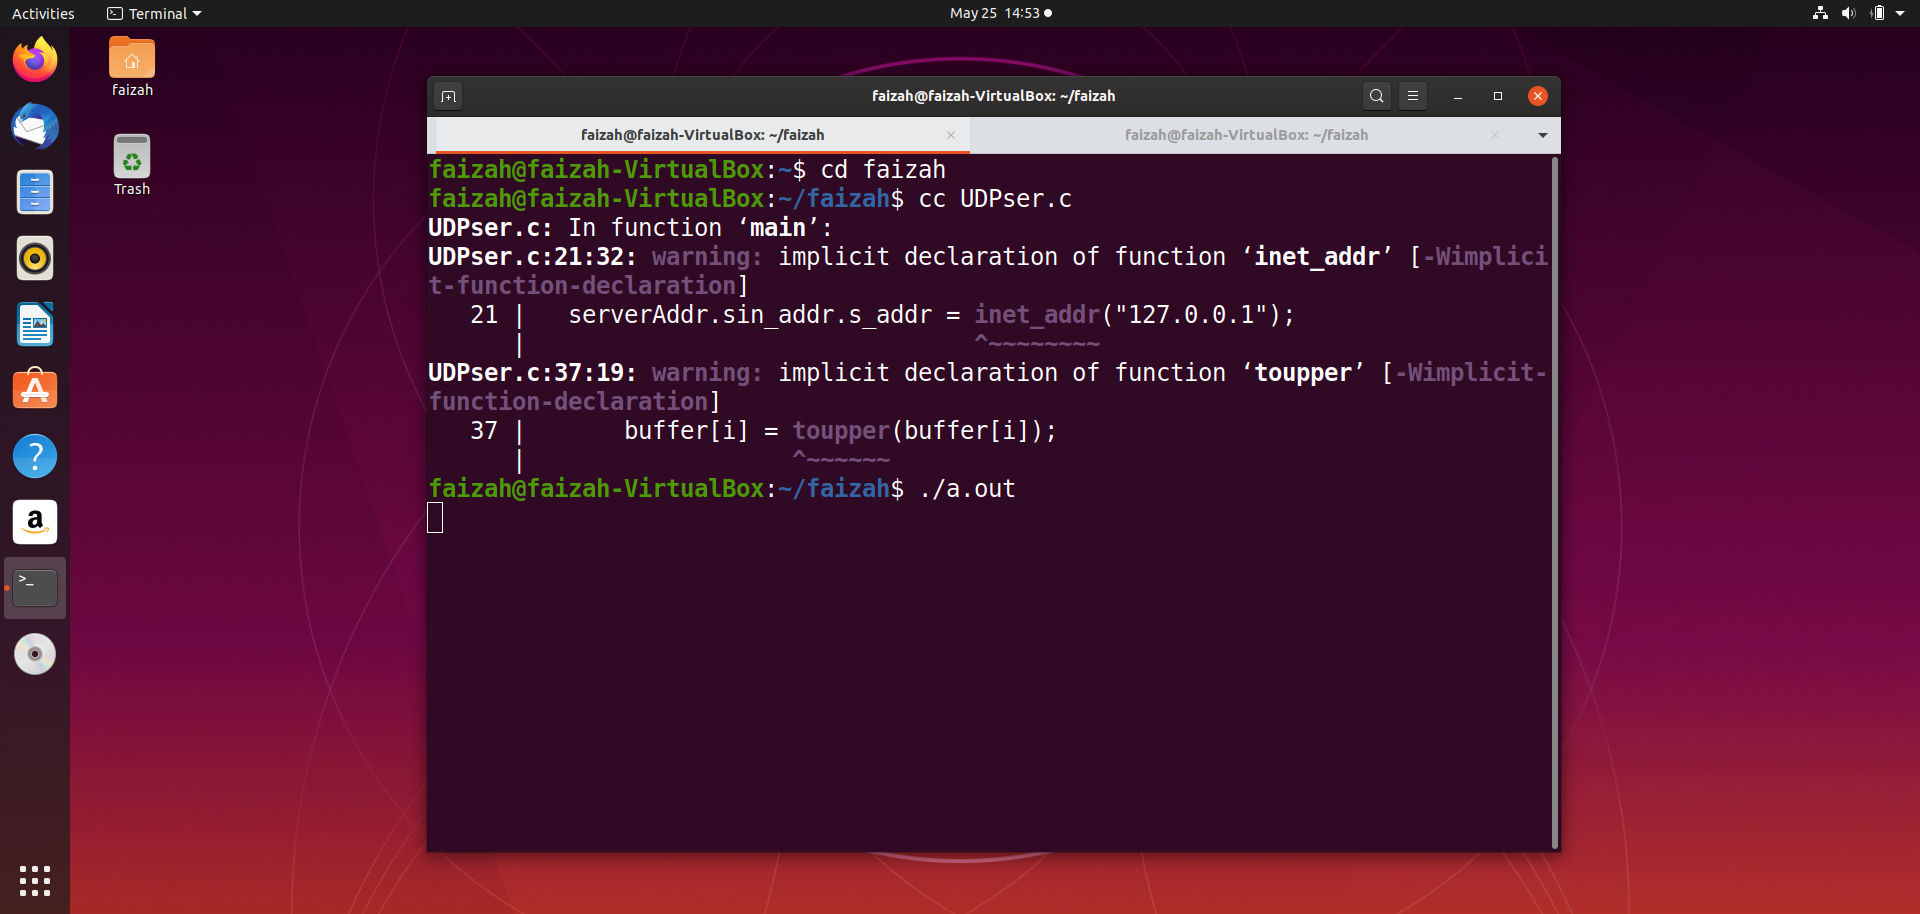 Activities
Terminal
May 25 14:53
faizah
Trash
faizah@faizah-VirtualBox: ~/faizah
faizah@faizah-VirtualBox: ~/faizah
faizah@faizah-VirtualBox: ~/faizah
faizah@faizah-VirtualBox:~$ cd faizah
faizah@faizah-VirtualBox:~/faizah$ cc UDPser.c
UDPser.c: In function ‘main’:
UDPser.c:21:32: warning: implicit declaration of function ‘inet_addr’ [-Wimplici
t-function-declaration]
   21 |   serverAddr.sin_addr.s_addr = inet_addr("127.0.0.1");
      |                                ^~~~~~~~~
UDPser.c:37:19: warning: implicit declaration of function ‘toupper’ [-Wimplicit-
function-declaration]
   37 |       buffer[i] = toupper(buffer[i]);
      |                   ^~~~~~~
faizah@faizah-VirtualBox:~/faizah$ ./a.out